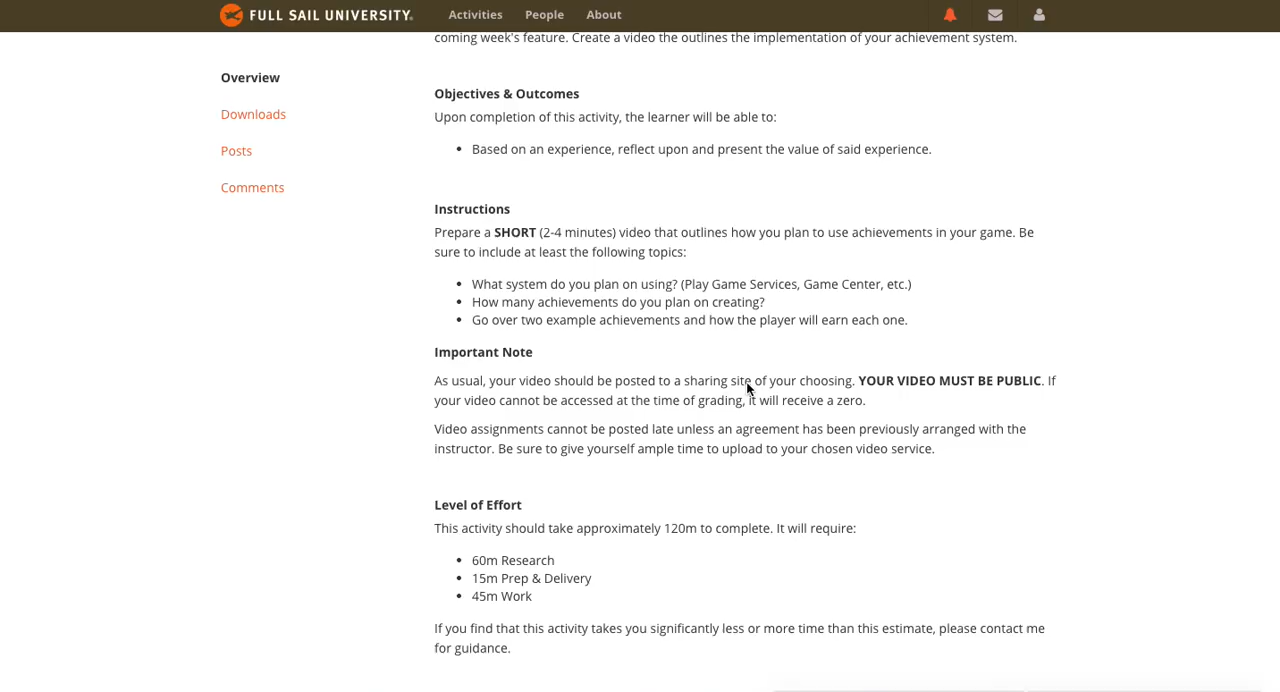 FULL SAIL UNIVERSITY.
Activities People About
coming week's feature. Create a video the outlines the implementation of your achievement system.
Overview
Downloads
Posts
Comments
Objectives & Outcomes
Upon completion of this activity, the learner will be able to:
• Based on an experience, reflect upon and present the value of said experience.
Instructions
Prepare a SHORT (2-4 minutes) video that outlines how you plan to use achievements in your game. Be
sure to include at least the following topics:
• What system do you plan on using? (Play Game Services, Game Center, etc.)
• How many achievements do you plan on creating?
• Go over two example achievements and how the player will earn each one.
Important Note
As usual, your video should be posted to a sharing site of your choosing. YOUR VIDEO MUST BE PUBLIC. If
your video cannot be accessed at the time of grading, it will receive a zero.
Video assignments cannot be posted late unless an agreement has been previously arranged with the
instructor. Be sure to give yourself ample time to upload to your chosen video service.
Level of Effort
This activity should take approximately 120m to complete. It will require:
• 60m Research
• 15m Prep & Delivery
• 45m Work
If you find that this activity takes you significantly less or more time than this estimate, please contact me
for guidance.